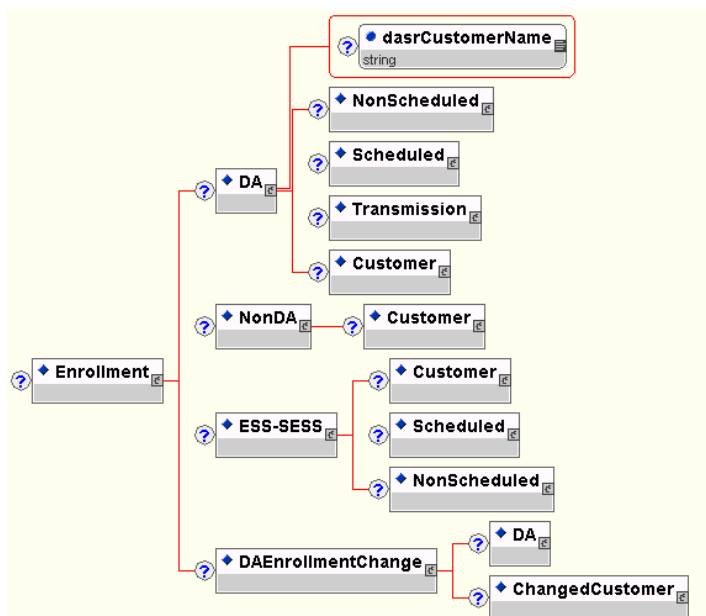 dasrCustomerName
string
NonScheduled
Scheduled
DA
Transmission
Customer
NonDA
Customer
Enrollment
Customer
ESS-SESS
Scheduled
NonScheduled
DA
DAEnrollmentChange
ChangedCustomer